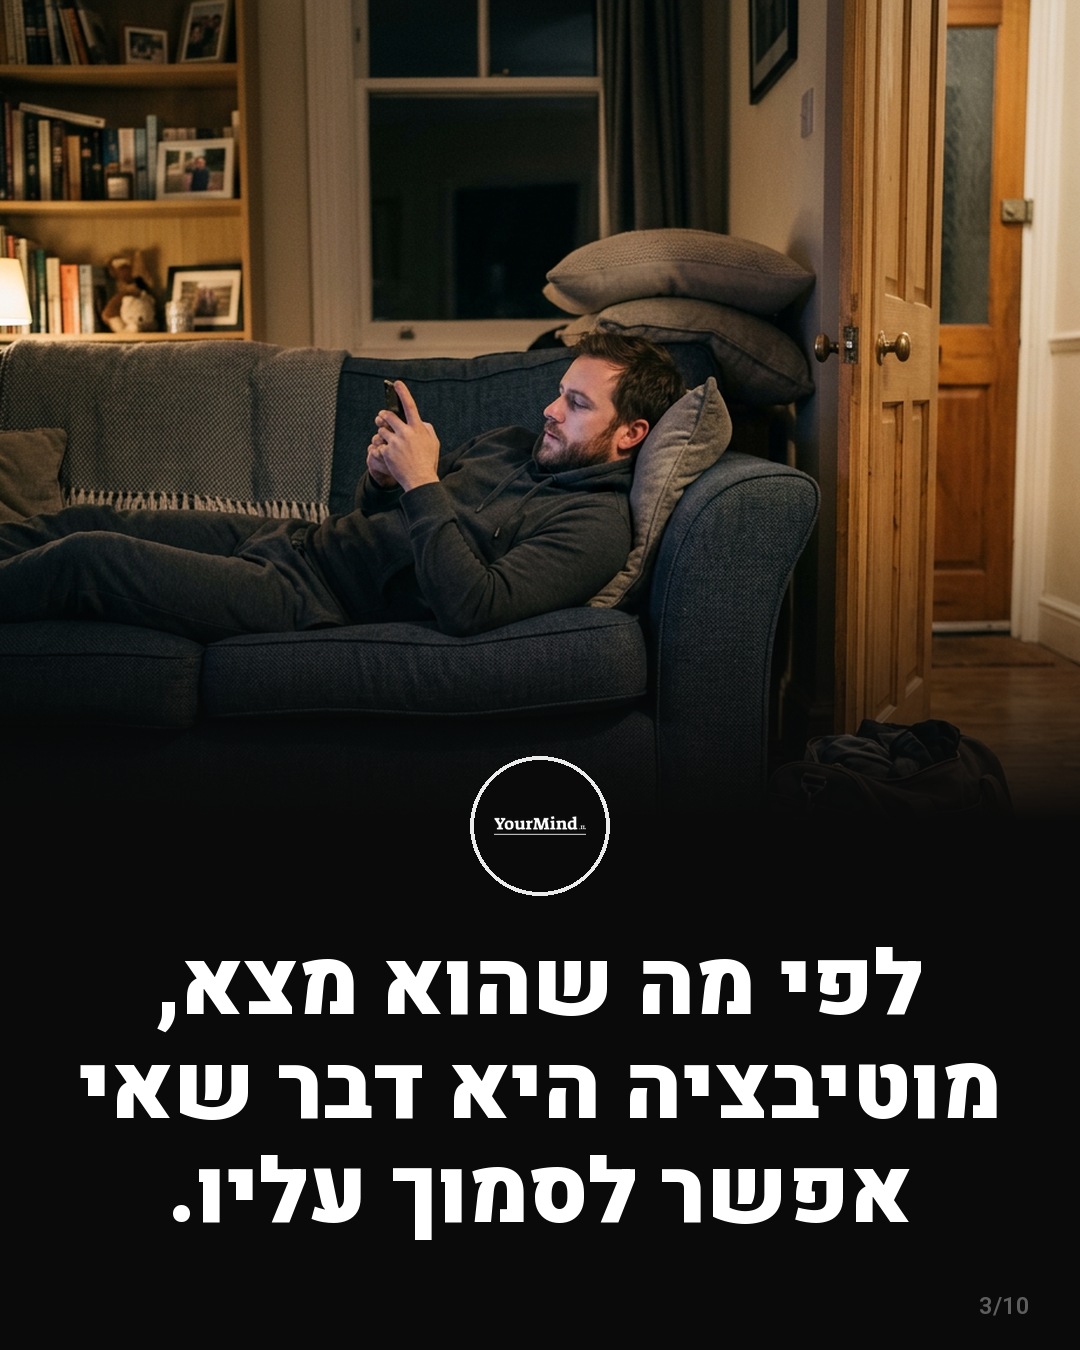 YourMind
לפי מה שהוא מצא,
מוטיבציה היא דבר שאי
אפשר לסמוך עליו.
3/10